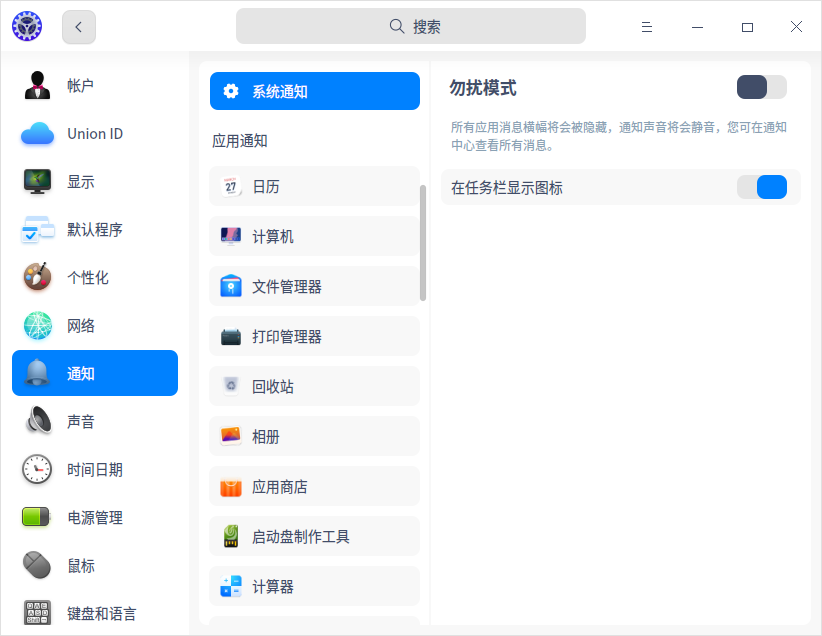 搜索
帐户
Union ID
显示
默认程序
个性化
网络
通知
声音
时间日期
电源管理
鼠标
键盘和语言
系统通知
应用通知
27
日历
计算机
文件管理器
打印管理器
回收站
相册
应用商店
启动盘制作工具
计算器
勿扰模式
所有应用消息横幅将会被隐藏，通知声音将会静音，您可在通知
中心查看所有消息。
在任务栏显示图标